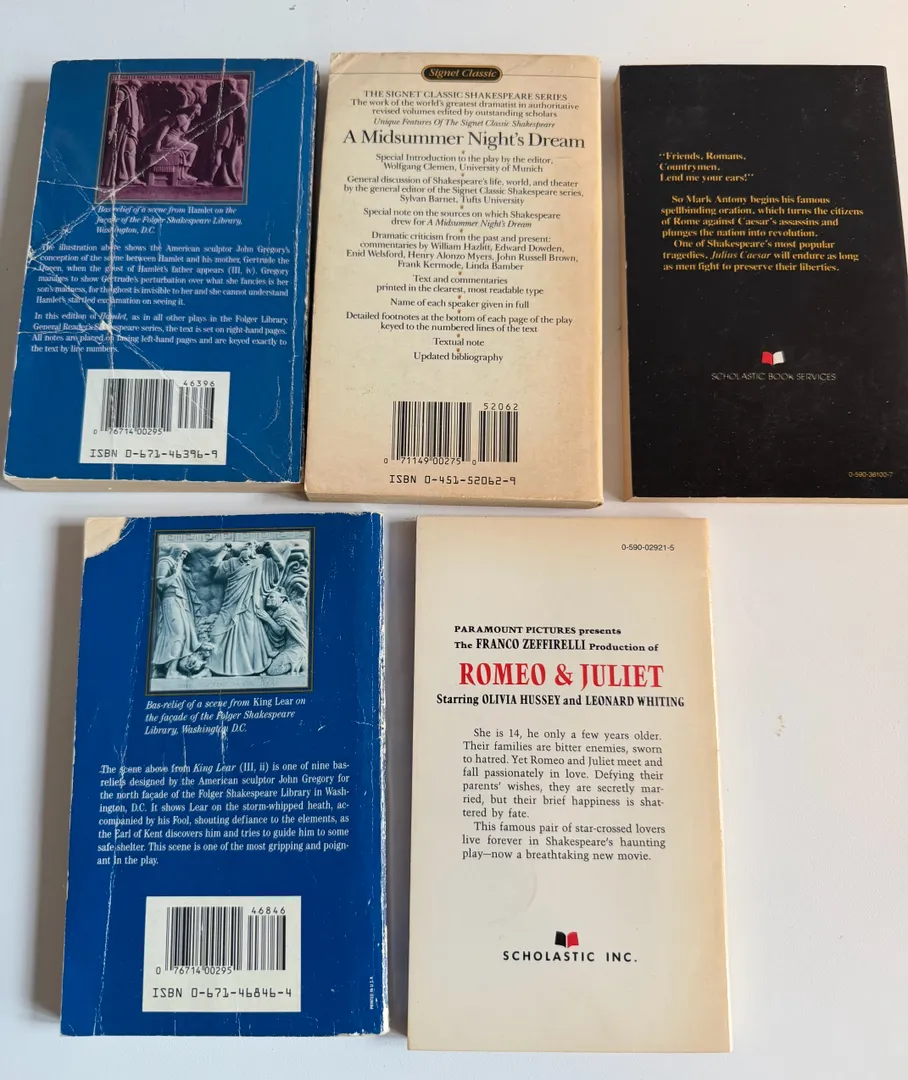 Bas-relief of a scene from Hamlet on the
façade of the Folger Shakespeare Library,
Washington, D.C.
The illustration above shows the American sculptor John Gregory's
conception of the scene between Hamlet and his mother, Gertrude the
Queen, when the ghost of Hamlet's father appears (III, iv). Gregory
manages to show Gertrude's perturbation over what she fancies is her
son's madness, for the ghost is invisible to her and she cannot understand
Hamlet's startled exclamation on seeing it.
In this edition of Hamlet, as in all other plays in the Folger Library
General Reader's Shakespeare series, the text is set on right-hand pages.
All notes are placed on facing left-hand pages and are keyed exactly to
the text by line numbers.
46396
0 76714 00295
ISBN 0-671-46396-9
Signet Classic
THE SIGNET CLASSIC SHAKESPEARE SERIES
The work of the world's greatest dramatist in authoritative
revised volumes edited by outstanding scholars
Unique Features Of The Signet Classic Shakespeare
A Midsummer Night's Dream
Special Introduction to the play by the editor,
Wolfgang Clemen, University of Munich
General discussion of Shakespeare's life, world, and theater
by the general editor of the Signet Classic Shakespeare series,
Sylvan Barnet, Tufts University
Special note on the sources on which Shakespeare
drew for A Midsummer Night's Dream
Dramatic criticism from the past and present:
commentaries by William Hazlitt, Edward Dowden,
Enid Welsford, Henry Alonzo Myers, John Russell Brown,
Frank Kermode, Linda Bamber
Text and commentaries
printed in the clearest, most readable type
Name of each speaker given in full
Detailed footnotes at the bottom of each page of the play
keyed to the numbered lines of the text
Textual note
Updated bibliography
52062
0 71149 00275 0
ISBN 0-451-52062-9
"Friends, Romans,
Countrymen,
Lend me your ears!"
So Mark Antony begins his famous
spellbinding oration, which turns the citizens
of Rome against Caesar's assassins and
plunges the nation into revolution.
One of Shakespeare's most popular
tragedies, Julius Caesar will endure as long
as men fight to preserve their liberties.
SCHOLASTIC BOOK SERVICES
0-590-36100-7
Bas-relief of a scene from King Lear on
the façade of the Folger Shakespeare
Library, Washington D.C.
The scene above from King Lear (III, ii) is one of nine bas-
reliefs designed by the American sculptor John Gregory for
the north façade of the Folger Shakespeare Library in Wash-
ington, D.C. It shows Lear on the storm-whipped heath, ac-
companied by his Fool, shouting defiance to the elements, as
the Earl of Kent discovers him and tries to guide him to some
safe shelter. This scene is one of the most gripping and poign-
ant in the play.
46846
0 76714 00295
ISBN 0-671-46846-4
PRINTED IN U.S.A.
0-590-02921-5
PARAMOUNT PICTURES presents
The FRANCO ZEFFIRELLI Production of
ROMEO & JULIET
Starring OLIVIA HUSSEY and LEONARD WHITING
She is 14, he only a few years older.
Their families are bitter enemies, sworn
to hatred. Yet Romeo and Juliet meet and
fall passionately in love. Defying their
parents' wishes, they are secretly mar-
ried, but their brief happiness is shat-
tered by fate.
This famous pair of star-crossed lovers
live forever in Shakespeare's haunting
play—now a breathtaking new movie.
SCHOLASTIC INC.